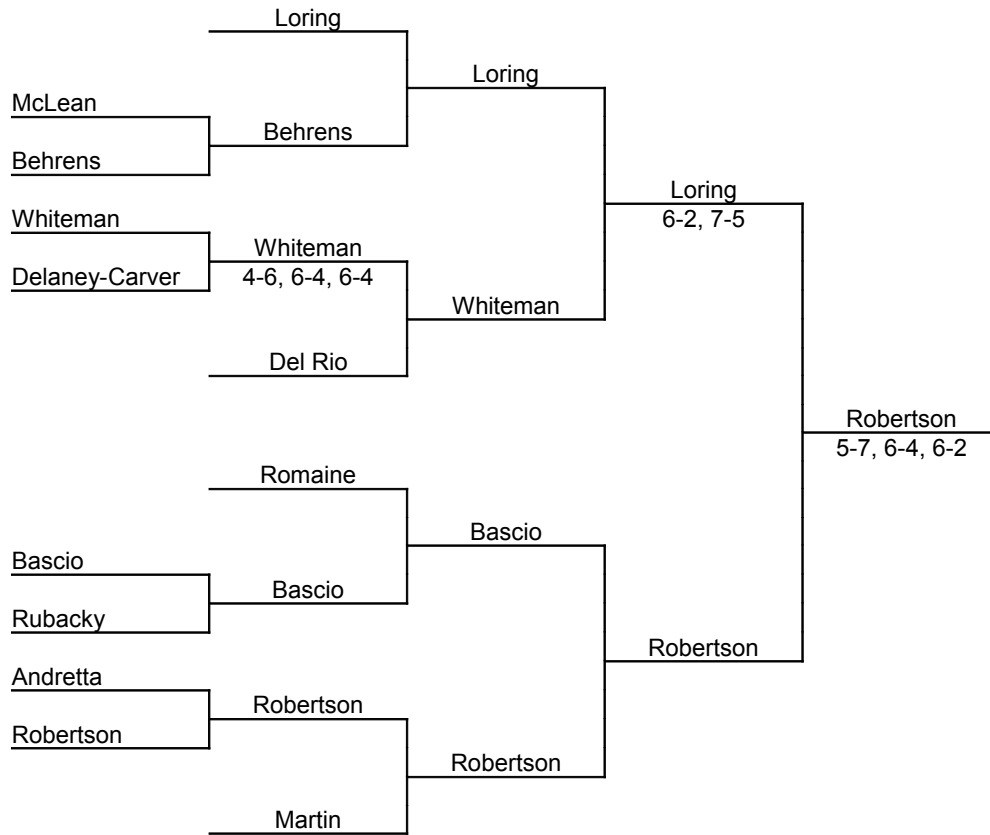 Loring
Loring
McLean
Behrens
Behrens
Loring
6-2, 7-5
Whiteman
Whiteman
4-6, 6-4, 6-4
Delaney-Carver
Whiteman
Del Rio
Robertson
5-7, 6-4, 6-2
Romaine
Bascio
Bascio
Bascio
Rubacky
Robertson
Andretta
Robertson
Robertson
Robertson
Martin